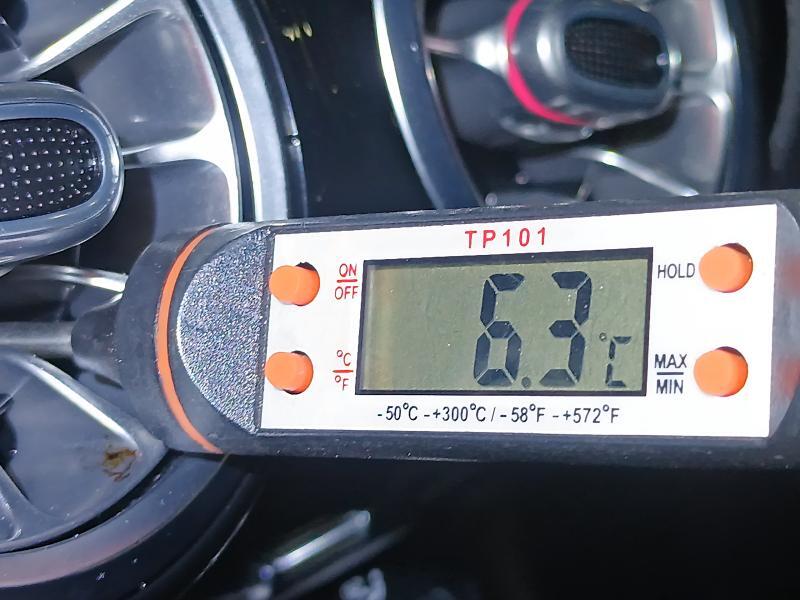 TP101
ON
OFF
°C
°F
6.3°C
HOLD
MAX
MIN
-50°C -+300°C / -58°F -+572°F